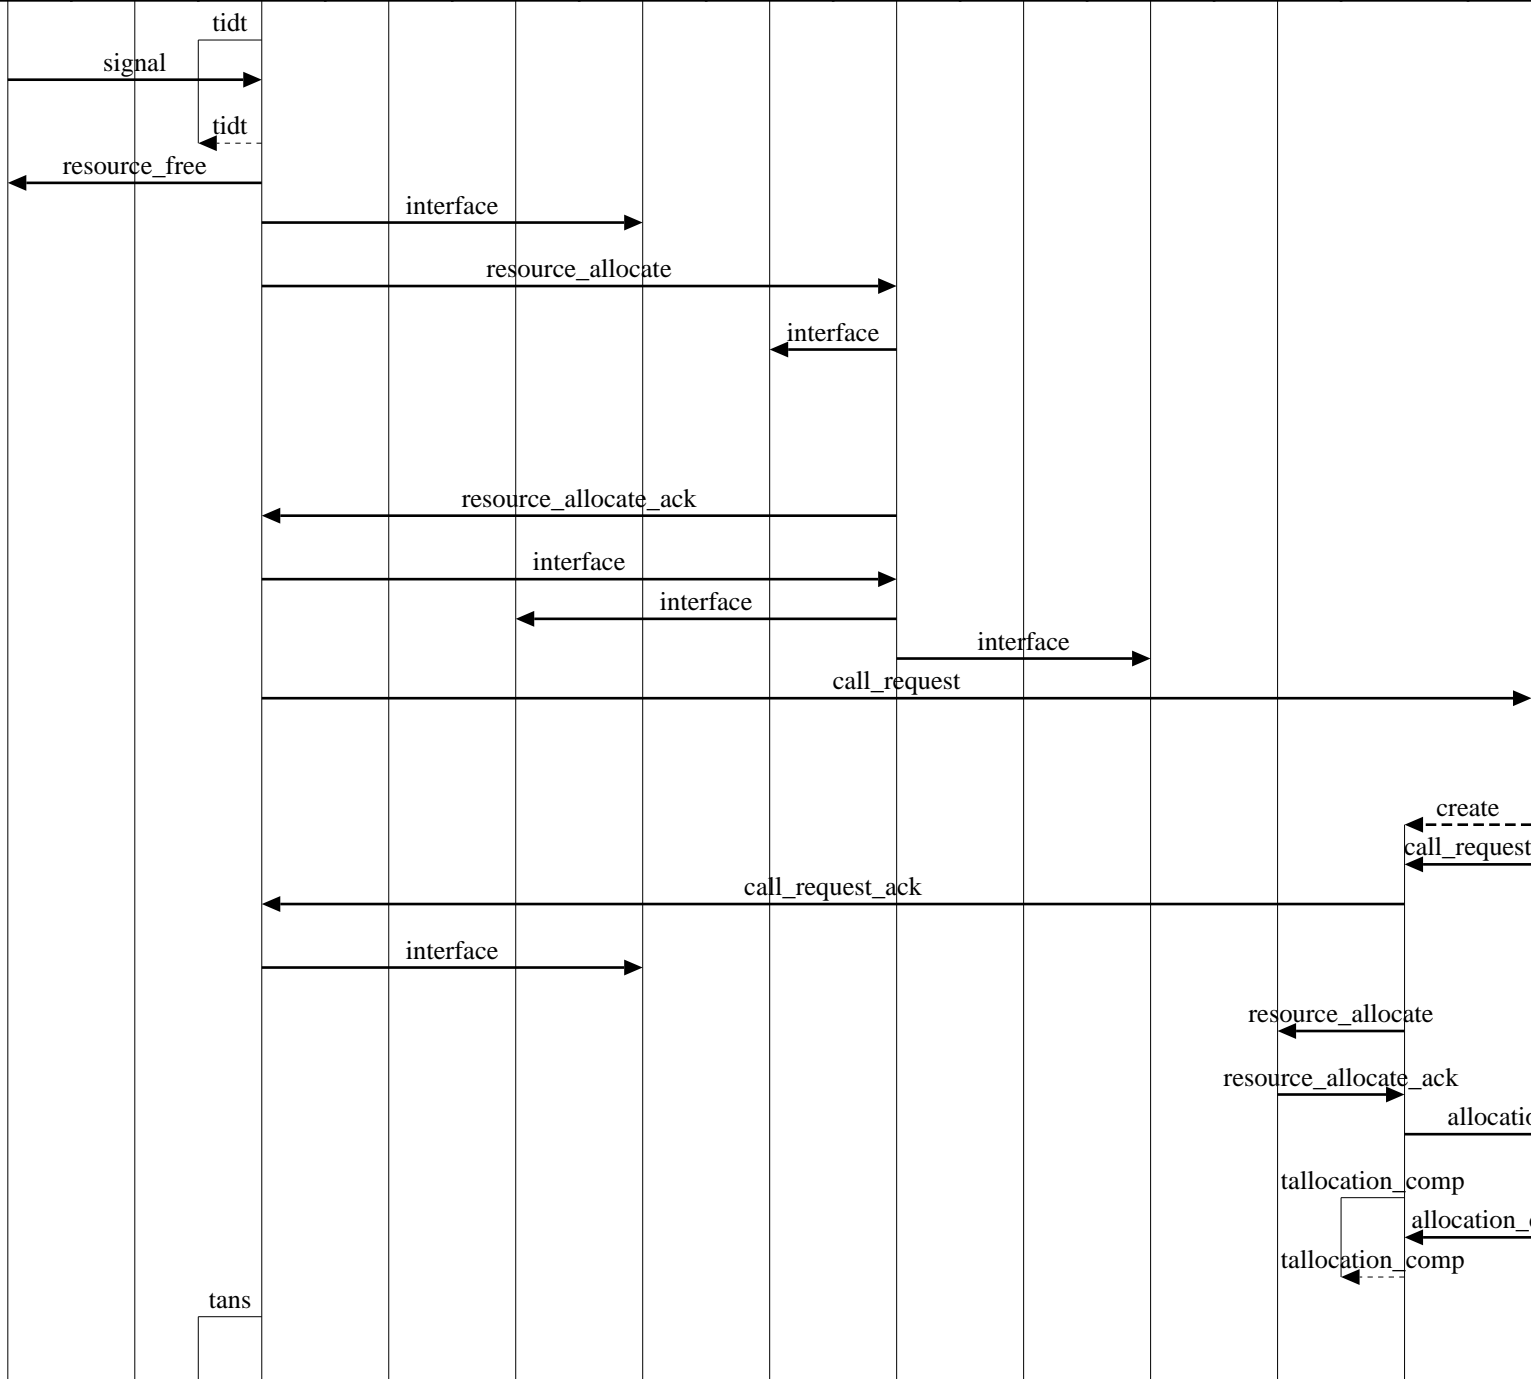 tidt
signal
tidt
resource_free
interface
resource_allocate
interface
resource_allocate_ack
interface
interface
interface
call_request
create
call_request
call_request_ack
interface
resource_allocate
resource_allocate_ack
tallocation_comp
tallocation_comp
tans